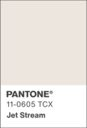 PANTONE®
11-0605 TCX
Jet Stream